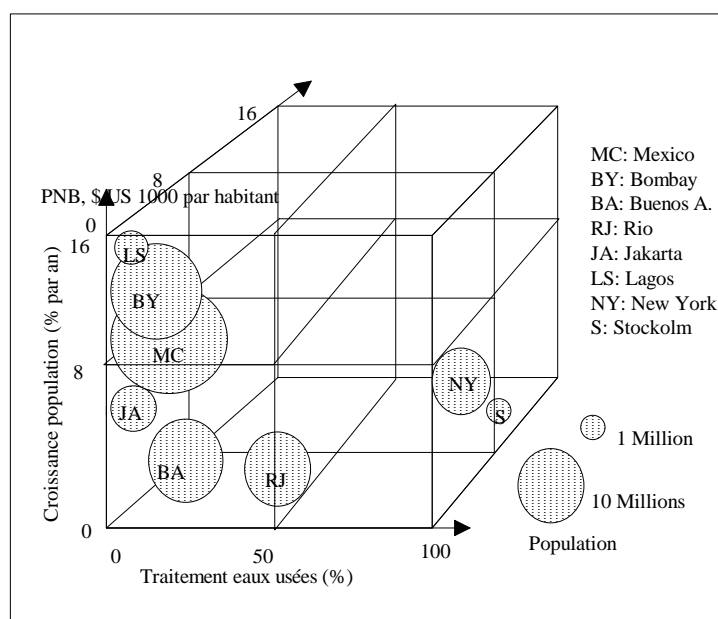 16
8
PNB, $ US 1000 par habitant
0
16
8
0
Croissance population (% par an)
LS
BY
MC
JA
BA
RJ
NY
S
0
50
100
Traitement eaux usées (%)
MC: Mexico
BY: Bombay
BA: Buenos A.
RJ: Rio
JA: Jakarta
LS: Lagos
NY: New York
S: Stockolm
1 Million
10 Millions
Population